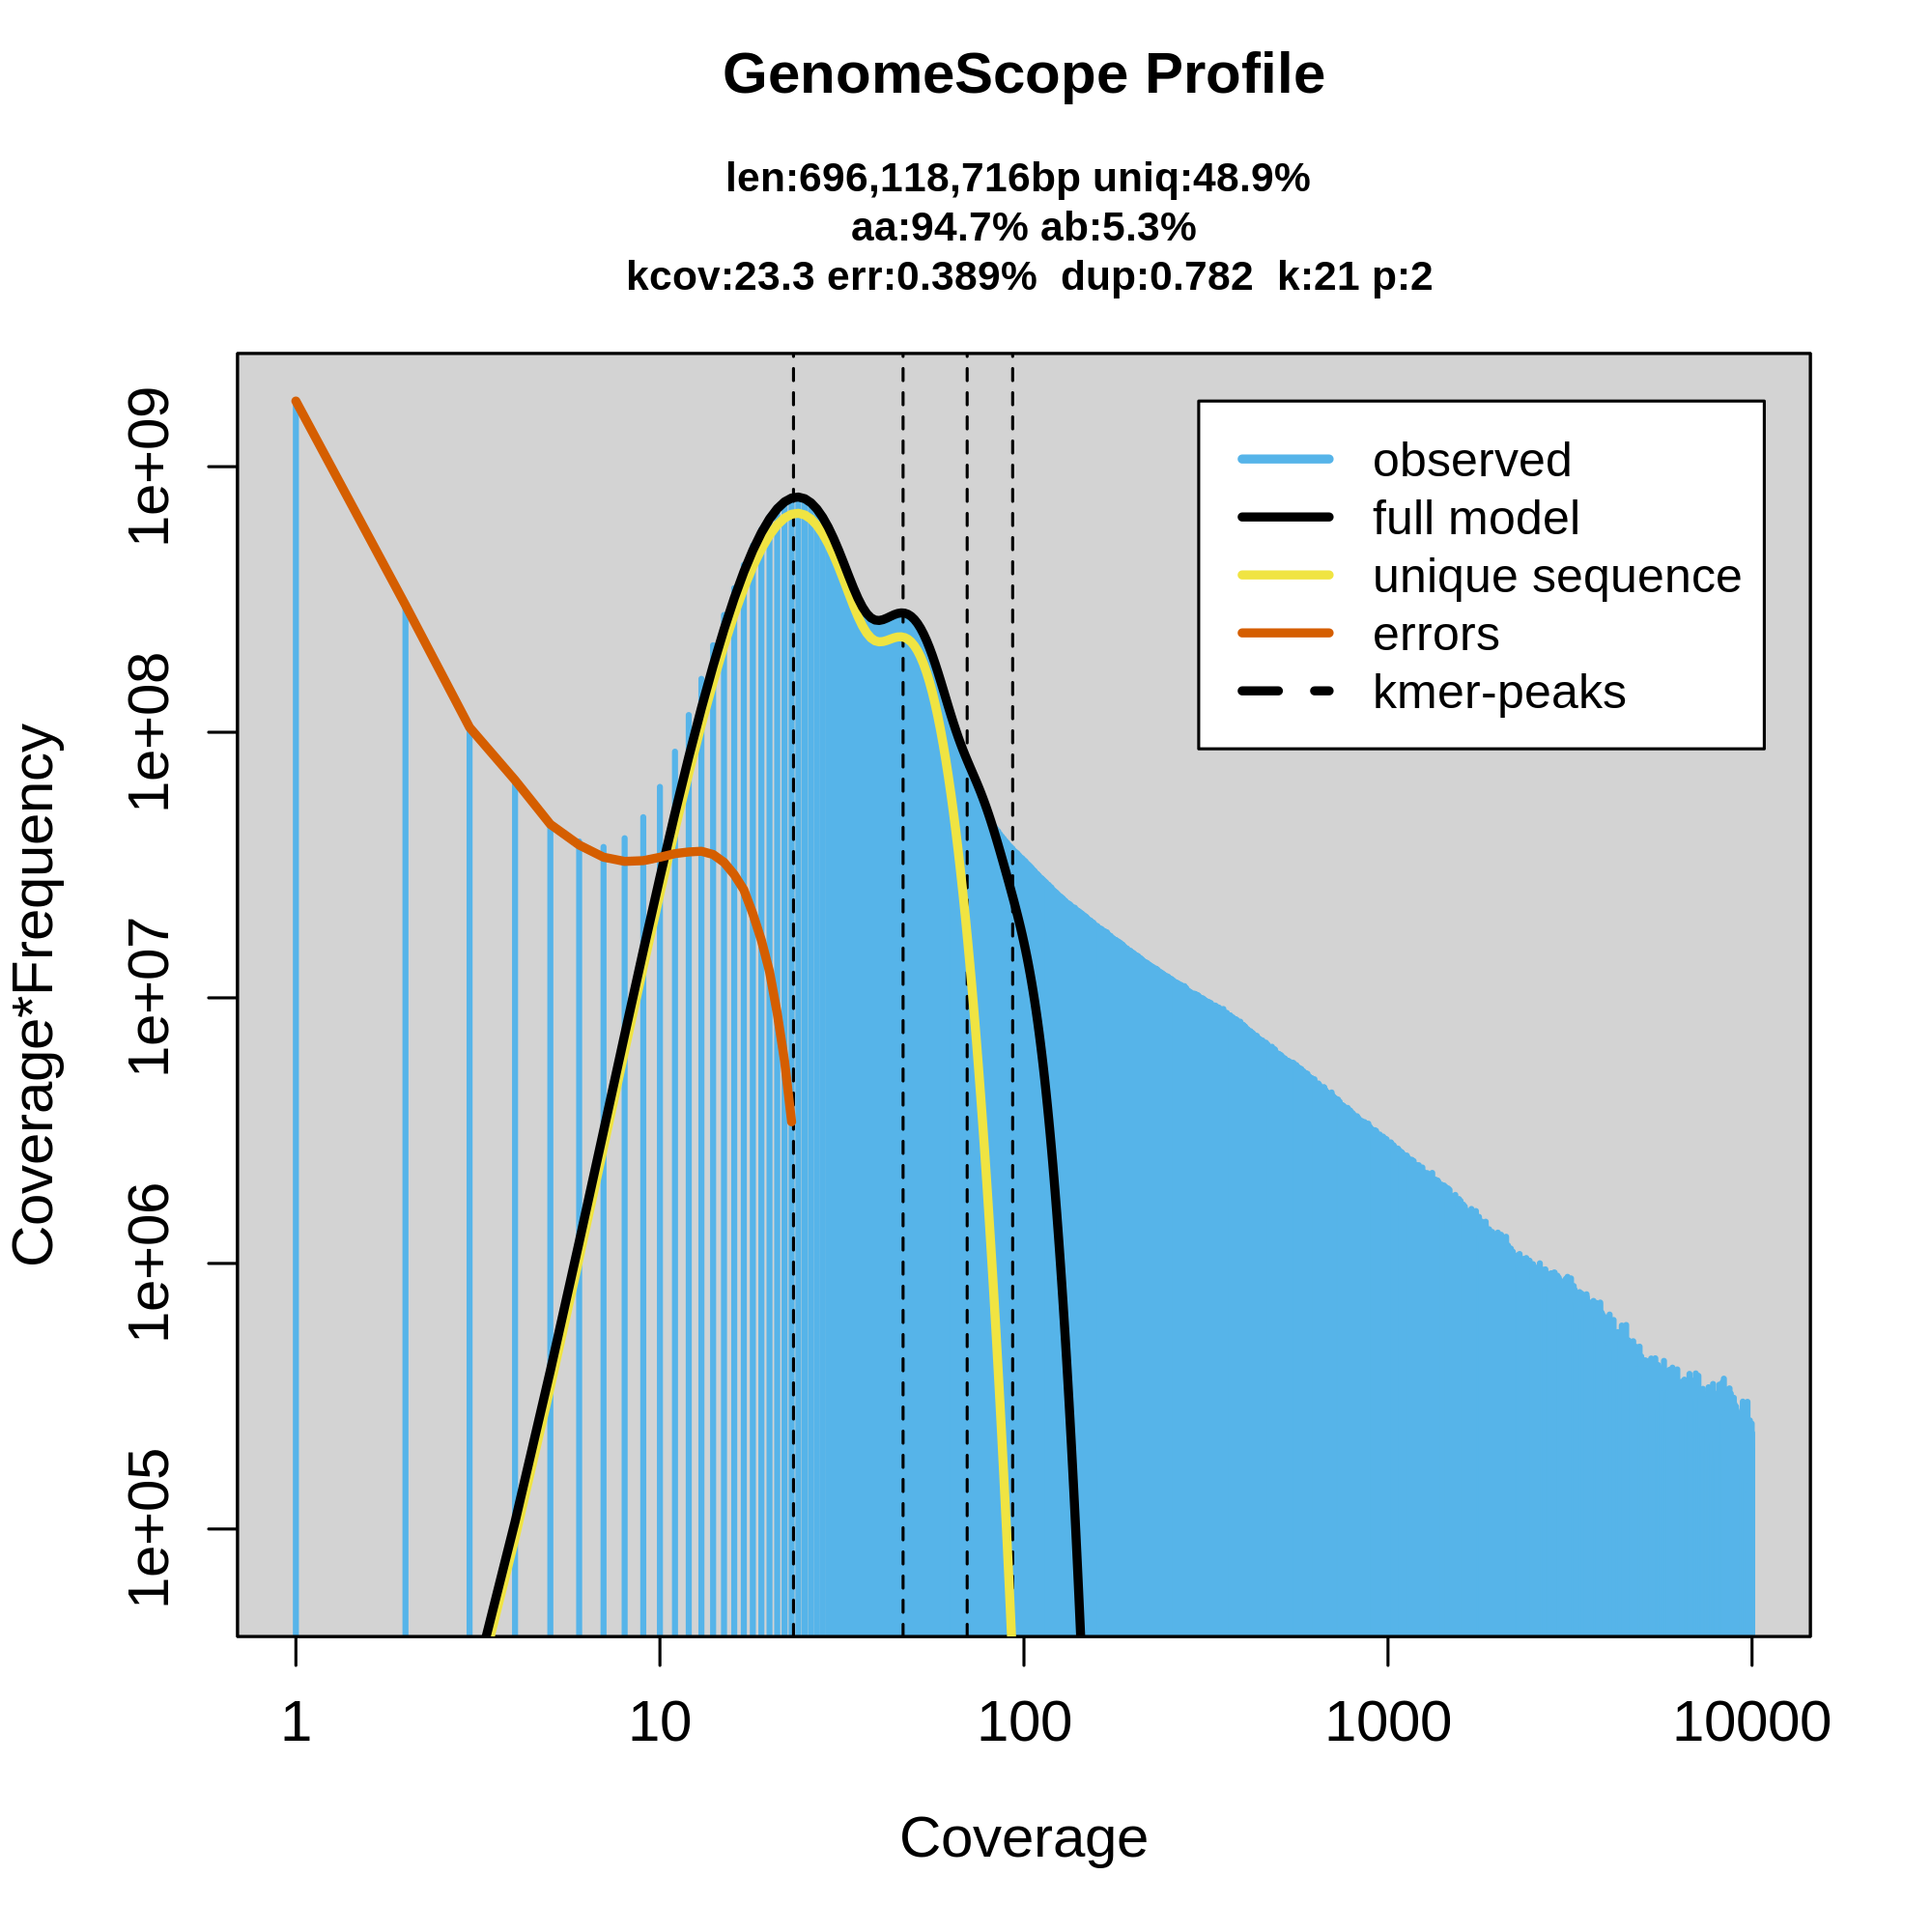 GenomeScope Profile
len:696,118,716bp uniq:48.9%
aa:94.7% ab:5.3%
kcov:23.3 err:0.389% dup:0.782 k:21 p:2
observed
full model
unique sequence
errors
kmer-peaks
Coverage*Frequency
1e+09
1e+08
1e+07
1e+06
1e+05
1
10
100
1000
10000
Coverage